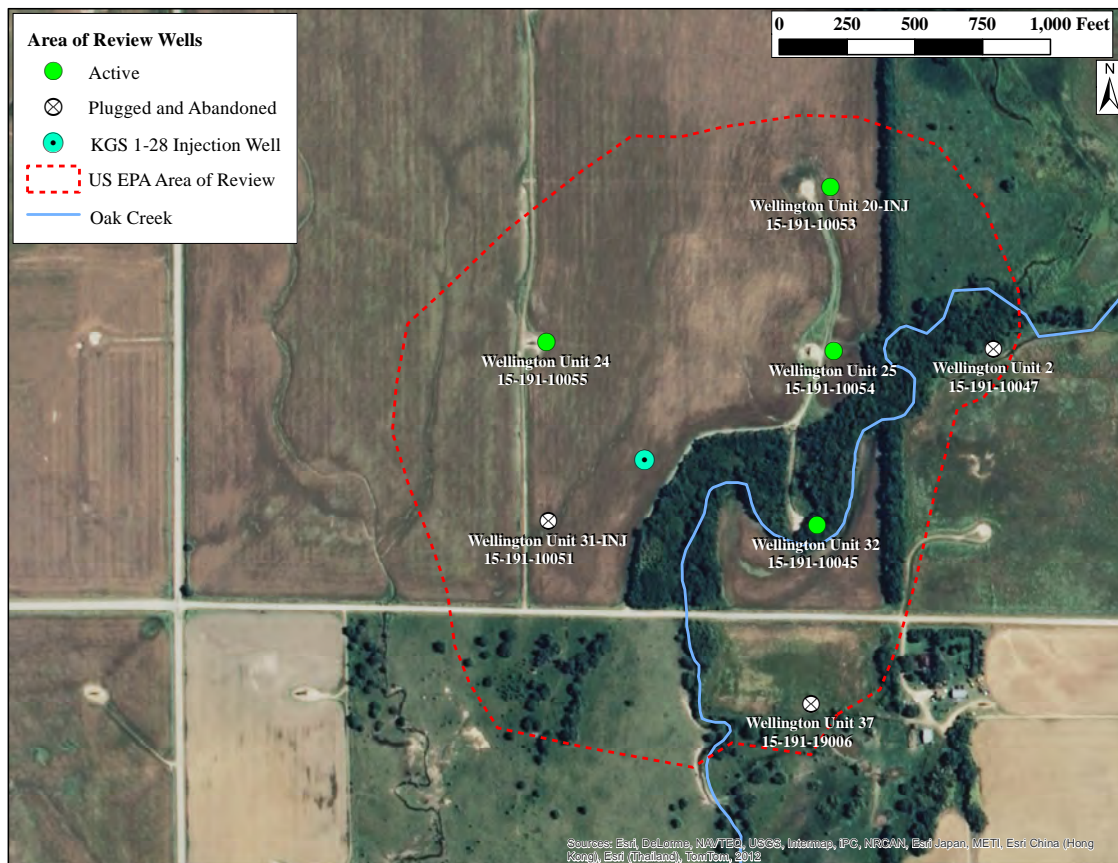 Area of Review Wells
Active
Plugged and Abandoned
KGS 1-28 Injection Well
US EPA Area of Review
Oak Creek
0 250 500 750 1,000 Feet
N
Wellington Unit 20-INJ
15-191-10053
Wellington Unit 24
15-191-10055
Wellington Unit 25
15-191-10054
Wellington Unit 2
15-191-10047
Wellington Unit 31-INJ
15-191-10051
Wellington Unit 32
15-191-10045
Wellington Unit 37
15-191-19006
Sources: Esri, DeLorme, NAVTEQ, USGS, Intermap, iPC, NRCAN, Esri Japan, METI, Esri China (Hong
Kong), Esri (Thailand), TomTom, 2012